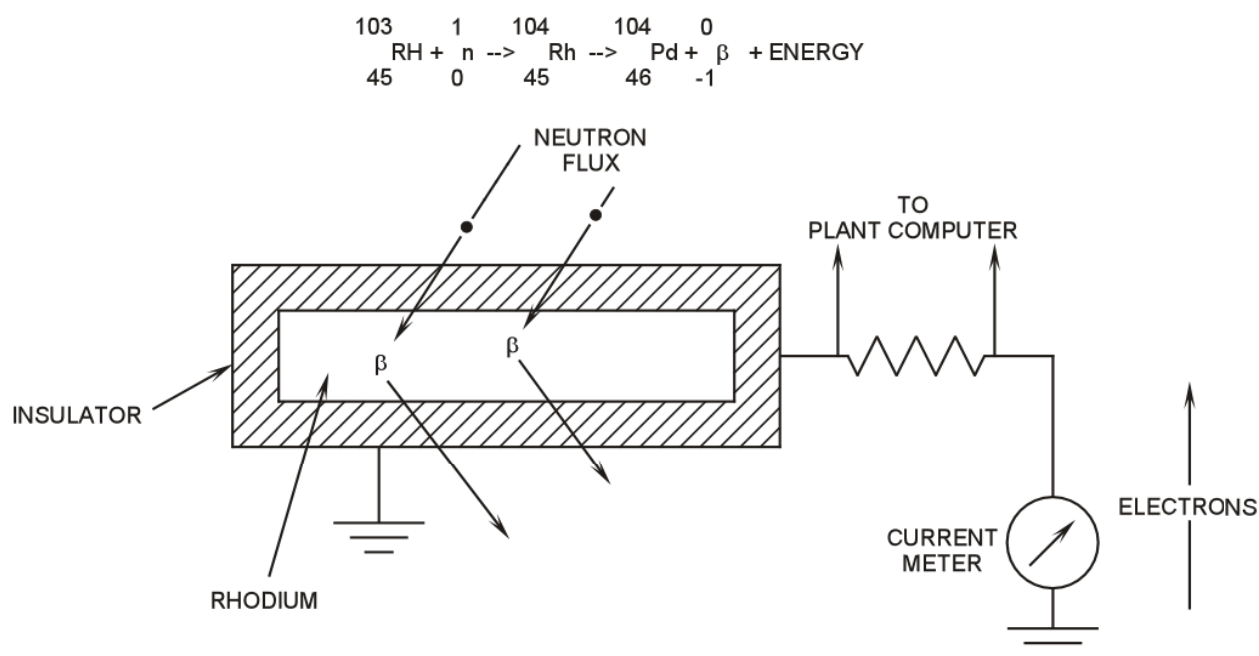 103 1 104 104 0
RH + n --> Rh --> Pd + β + ENERGY
45 0 45 46 -1
NEUTRON
FLUX
TO
PLANT COMPUTER
β
β
INSULATOR
ELECTRONS
CURRENT
METER
RHODIUM